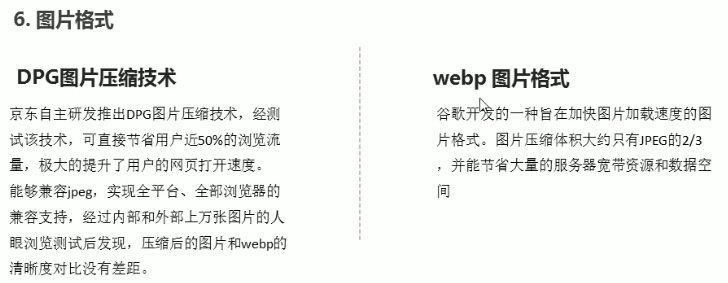 6. 图片格式
DPG图片压缩技术
京东自主研发推出DPG图片压缩技术，经测
试该技术，可直接节省用户近50%的浏览流
量，极大的提升了用户的网页打开速度。
能够兼容jpeg，实现全平台、全部浏览器的
兼容支持，经过内部和外部上万张图片的人
眼浏览测试后发现，压缩后的图片和webp的
清晰度对比没有差距。
webp 图片格式
谷歌开发的一种旨在加快图片加载速度的图
片格式。图片压缩体积大约只有JPEG的2/3
，并能节省大量的服务器宽带资源和数据空
间